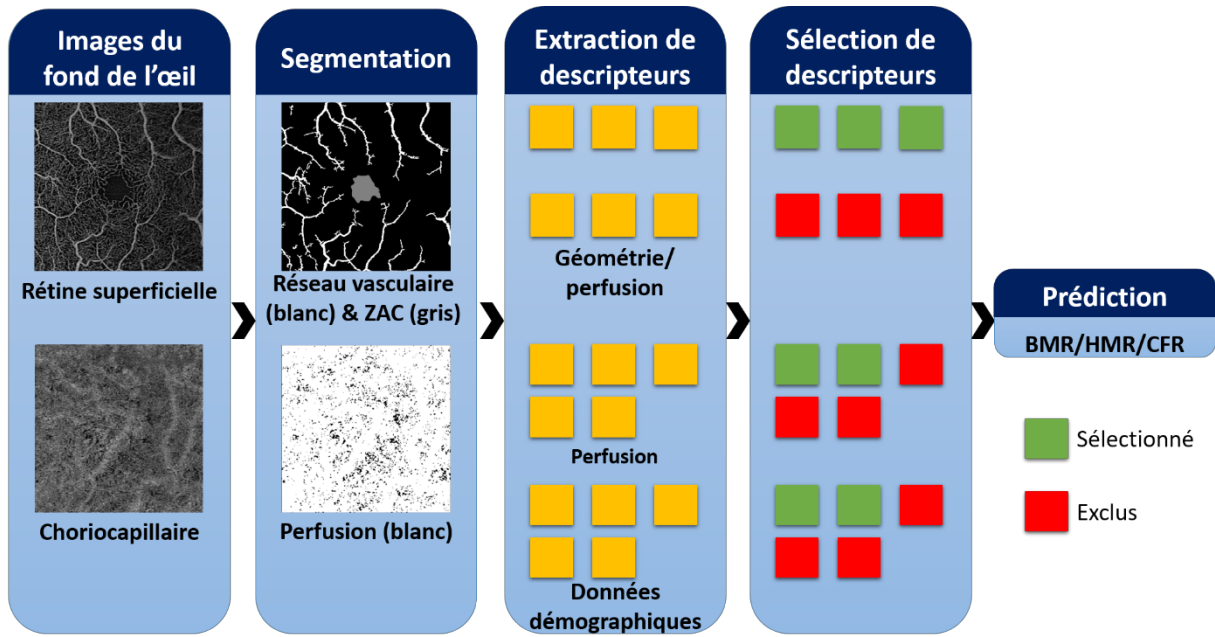 Images du
fond de l'œil
Rétine superficielle
Choriocapillaire
Segmentation
Réseau vasculaire
(blanc) & ZAC (gris)
Perfusion (blanc)
Extraction de
descripteurs
Géométrie/
perfusion
Perfusion
Données
démographiques
Sélection de
descripteurs
Prédiction
BMR/HMR/CFR
Sélectionné
Exclus